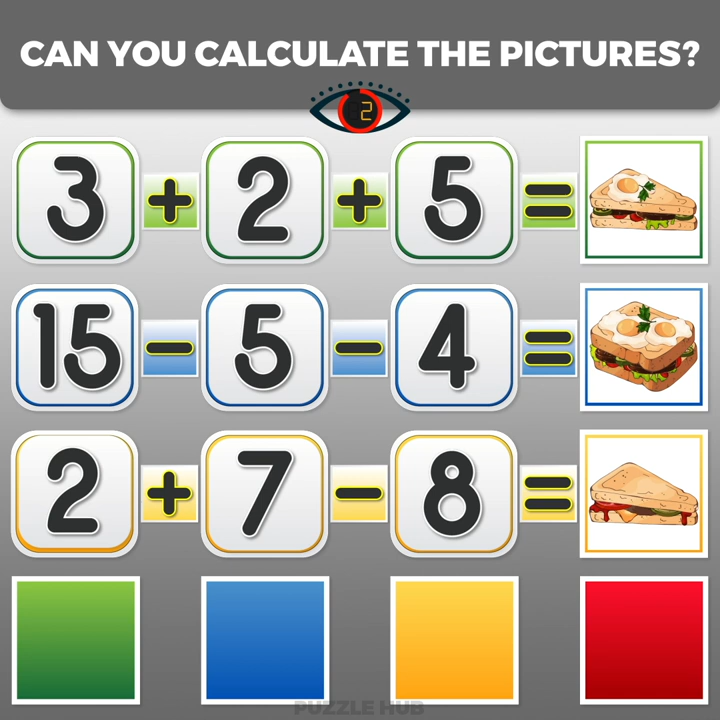 CAN YOU CALCULATE THE PICTURES?
2
3 + 2 + 5 =
15 - 5 - 4 =
2 + 7 - 8 =
PUZZLE HUB